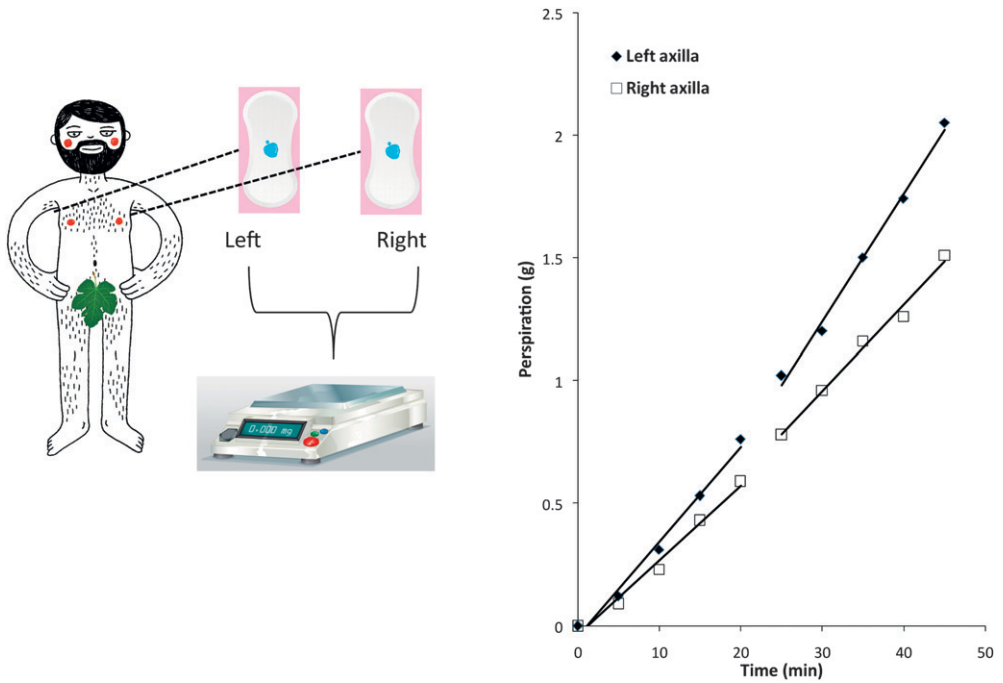 Left
Right
0.000 mg
Left axilla
Right axilla
Perspiration (g)
2.5
2
1.5
1
0.5
0
0
10
20
30
40
50
Time (min)